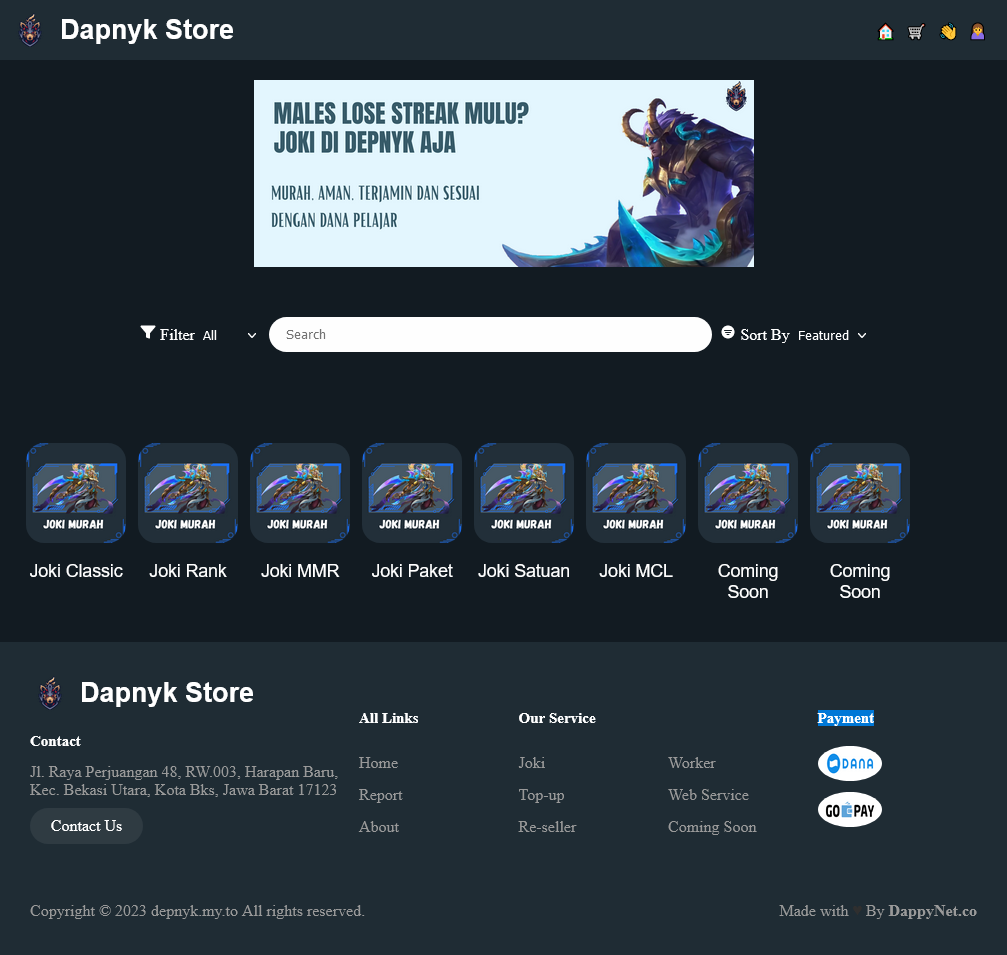 Dapnyk Store
MALES LOSE STREAK MULU?
JOKI DI DEPNYK AJA
MURAH, AMAN, TERJAMIN DAN SESUAI
DENGAN DANA PELAJAR
Filter All Search Sort By Featured
JOKI MURAH JOKI MURAH JOKI MURAH JOKI MURAH JOKI MURAH JOKI MURAH JOKI MURAH JOKI MURAH
Joki Classic Joki Rank Joki MMR Joki Paket Joki Satuan Joki MCL Coming Soon Coming Soon
Dapnyk Store
Contact
Jl. Raya Perjuangan 48, RW.003, Harapan Baru,
Kec. Bekasi Utara, Kota Bks, Jawa Barat 17123
Contact Us
All Links
Home
Report
About
Our Service
Joki Worker
Top-up Web Service
Re-seller Coming Soon
Payment
DANA
GO PAY
Copyright © 2023 depnyk.my.to All rights reserved.
Made with ♥ By DappyNet.co